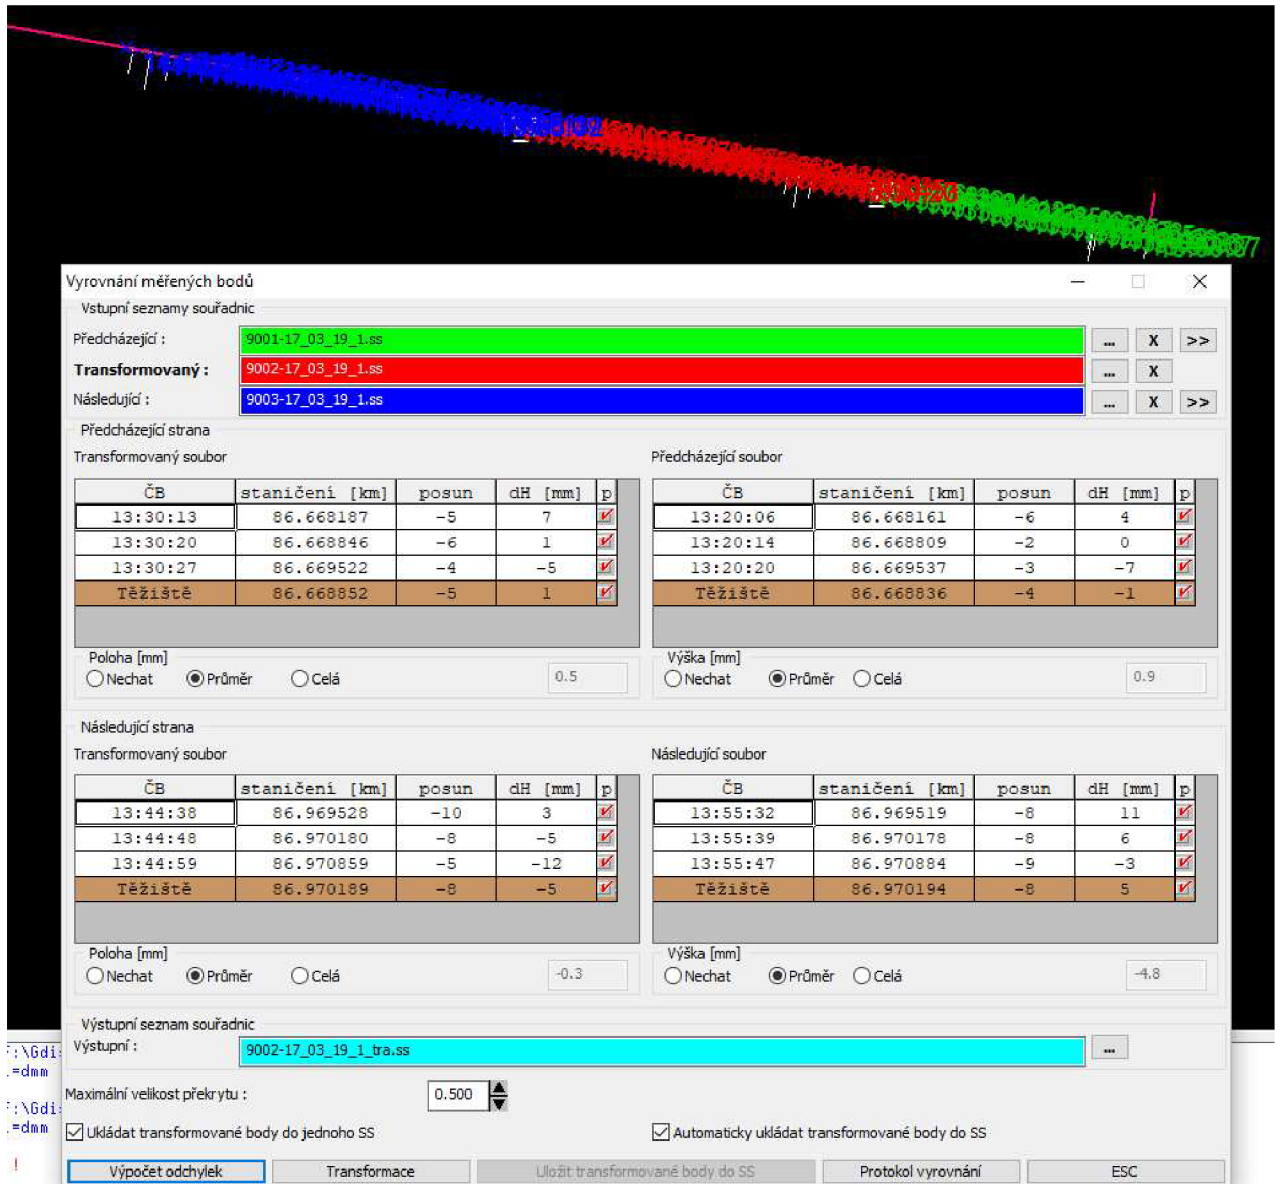 Vyrovnání měřených bodů
Vstupní seznamy souřadnic
Předcházející : 9001-17_03_19_1.ss ... X >>
Transformovaný : 9002-17_03_19_1.ss ... X
Následující : 9003-17_03_19_1.ss ... X >>
Předcházející strana
Transformovaný soubor Předcházející soubor
ČB staničení [km] posun dH [mm] p ČB staničení [km] posun dH [mm] p
13:30:13 86.668187 -5 7 13:20:06 86.668161 -6 4
13:30:20 86.668846 -6 1 13:20:14 86.668809 -2 0
13:30:27 86.669522 -4 -5 13:20:20 86.669537 -3 -7
Těžiště 86.668852 -5 1 Těžiště 86.668836 -4 -1
Poloha [mm] Výška [mm]
Nechat Průměr Celá 0.5 Nechat Průměr Celá 0.9
Následující strana
Transformovaný soubor Následující soubor
ČB staničení [km] posun dH [mm] p ČB staničení [km] posun dH [mm] p
13:44:38 86.969528 -10 3 13:55:32 86.969519 -8 11
13:44:48 86.970180 -8 -5 13:55:39 86.970178 -8 6
13:44:59 86.970859 -5 -12 13:55:47 86.970884 -9 -3
Těžiště 86.970189 -8 -5 Těžiště 86.970194 -8 5
Poloha [mm] Výška [mm]
Nechat Průměr Celá -0.3 Nechat Průměr Celá -4.8
Výstupní seznam souřadnic
Výstupní : 9002-17_03_19_1_tra.ss ...
:\Gdi
=dmm
Maximální velikost překrytu : 0.500
:\Gdi
=dmm
Ukládat transformované body do jednoho SS Automaticky ukládat transformované body do SS
!
Výpočet odchylek Transformace Uložit transformované body do SS Protokol vyrovnání ESC